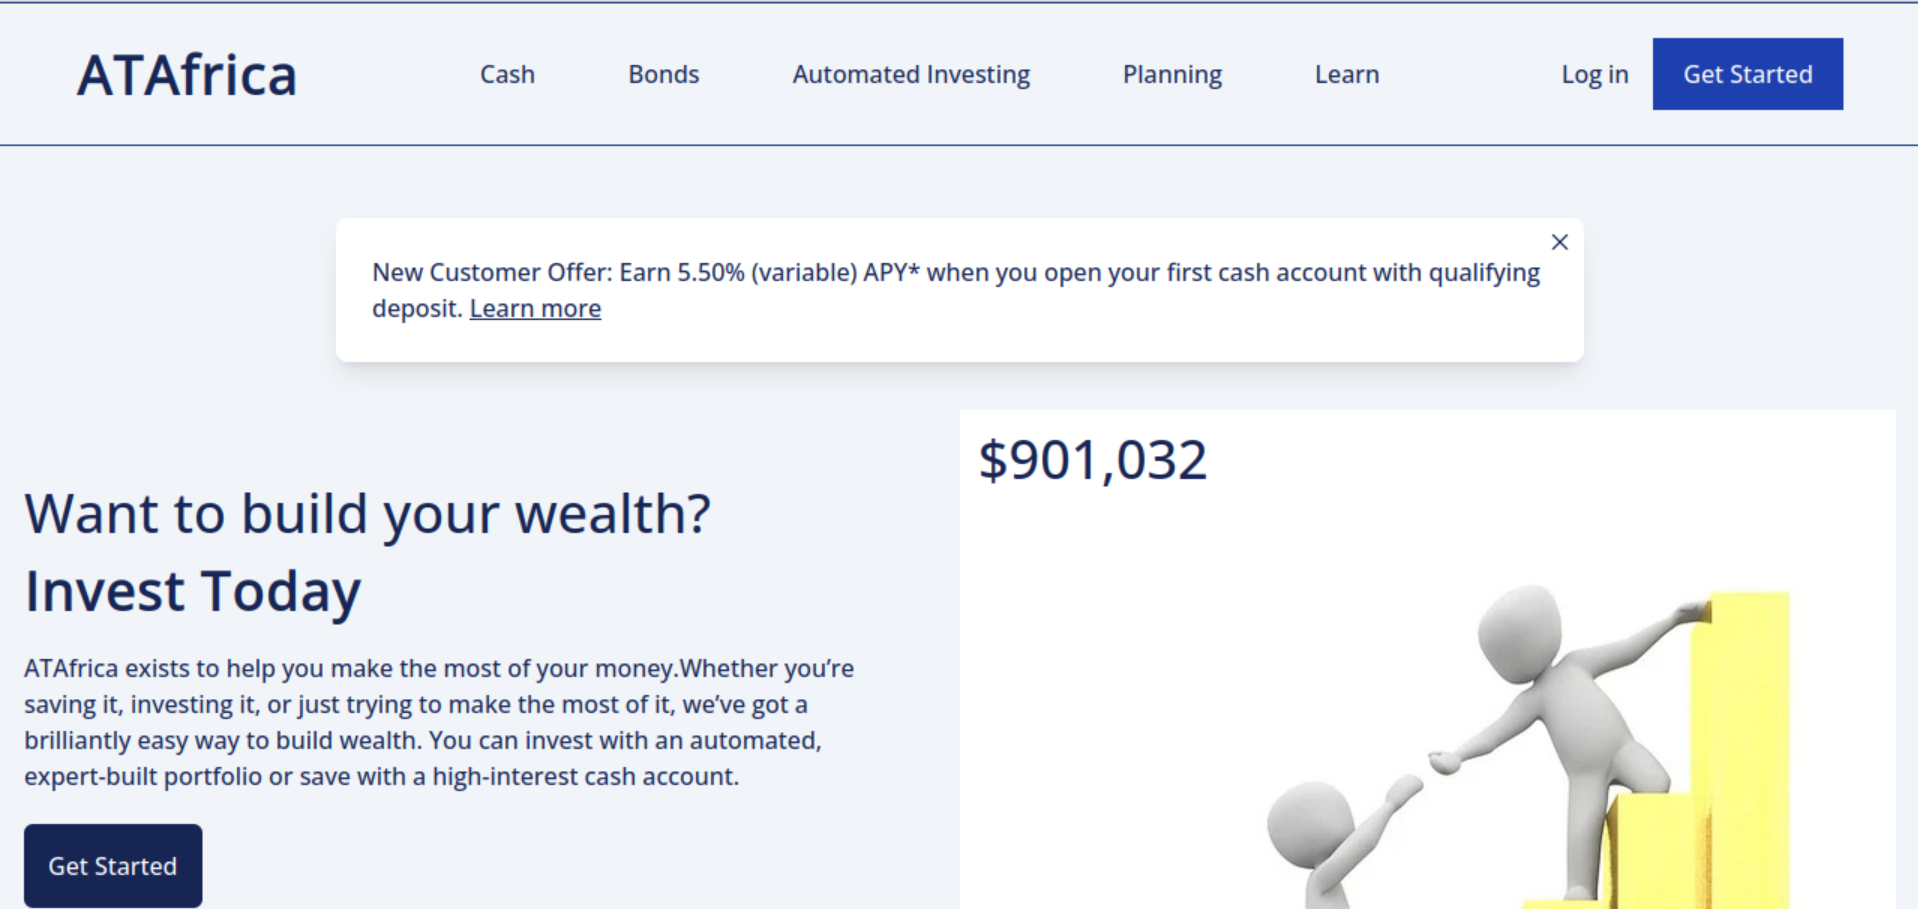 ATAfrica
Cash
Bonds
Automated Investing
Planning
Learn
Log in
Get Started
New Customer Offer: Earn 5.50% (variable) APY* when you open your first cash account with qualifying
deposit. Learn more
Want to build your wealth?
Invest Today
ATAfrica exists to help you make the most of your money.Whether you’re
saving it, investing it, or just trying to make the most of it, we’ve got a
brilliantly easy way to build wealth. You can invest with an automated,
expert-built portfolio or save with a high-interest cash account.
Get Started
$901,032